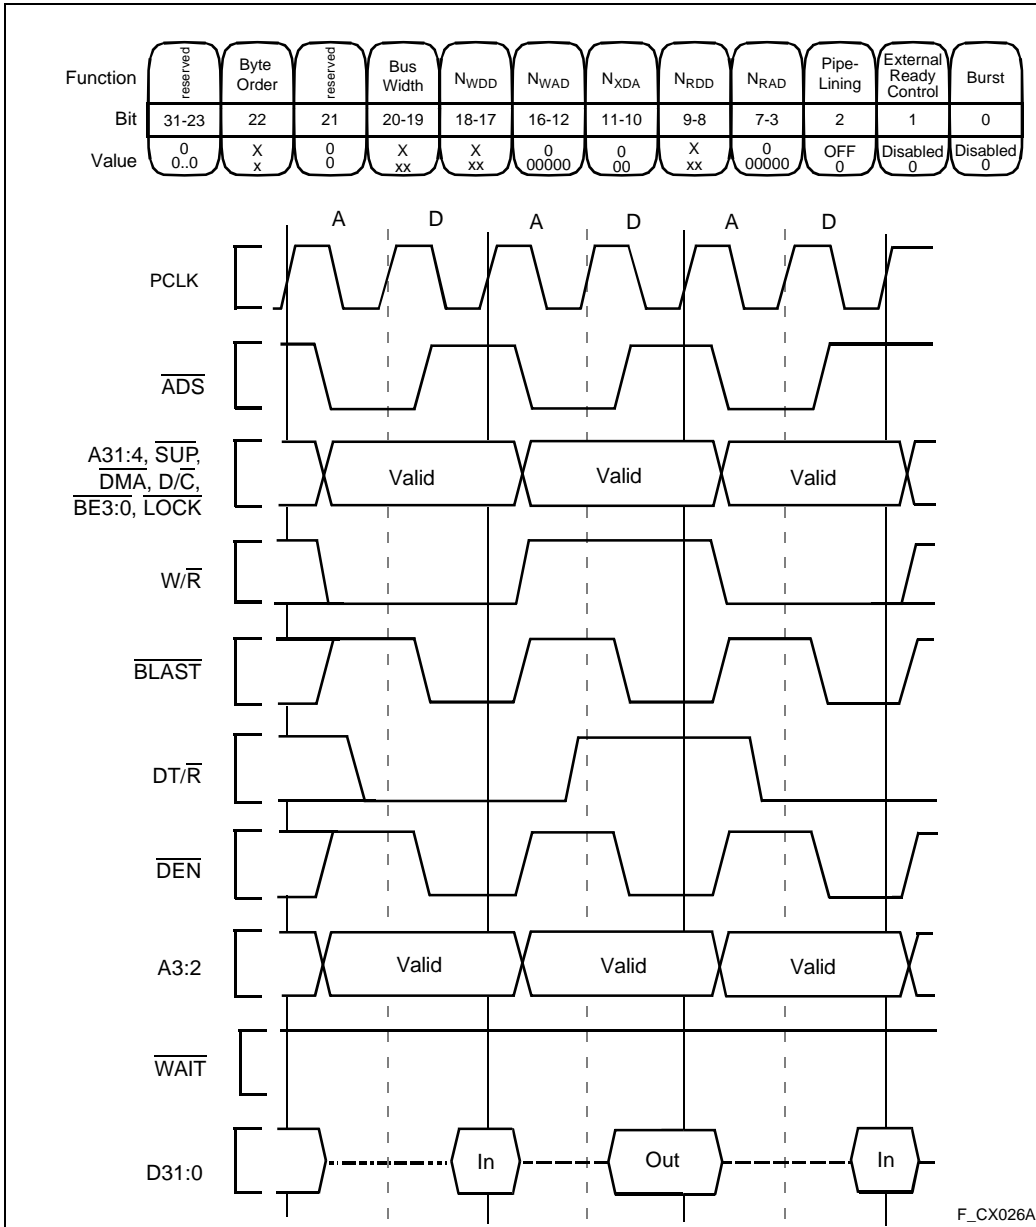 Function reserved Byte Order reserved Bus Width NWDD NWAD NXDA NRDD NRAD Pipe-Lining External Ready Control Burst
Bit 31-23 22 21 20-19 18-17 16-12 11-10 9-8 7-3 2 1 0
Value 0 X 0 X X 0 0 X 0 OFF Disabled Disabled
0..0 x 0 xx xx 00000 00 xx 00000 0 0 0
A D A D A D
PCLK
ADS
A31:4, SUP,
DMA, D/C,
BE3:0, LOCK
Valid Valid Valid
W/R
BLAST
DT/R
DEN
A3:2 Valid Valid Valid
WAIT
D31:0 In Out In
F_CX026A